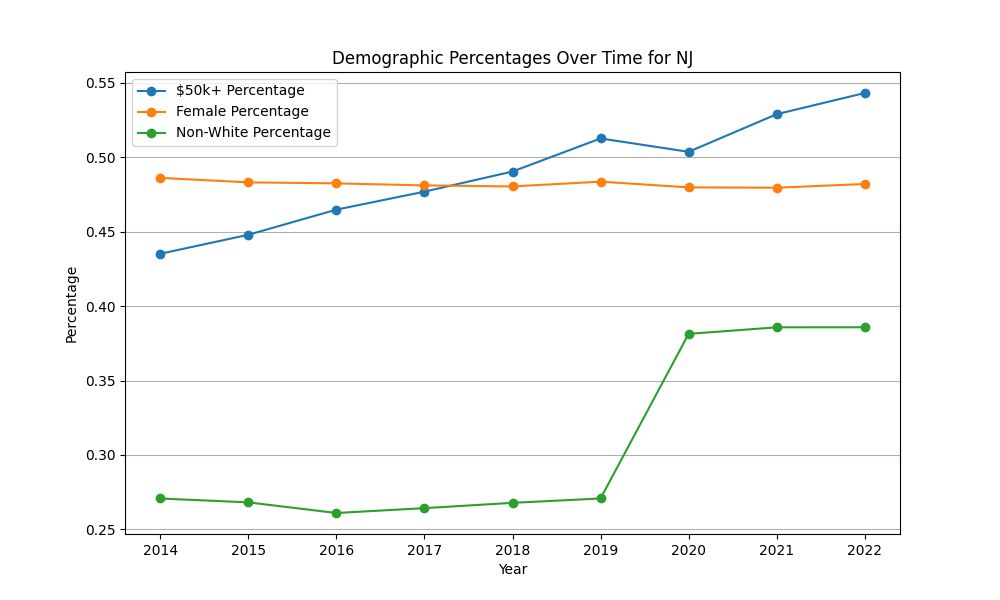 Demographic Percentages Over Time for NJ
$50k+ Percentage
Female Percentage
Non-White Percentage
Percentage
0.55
0.50
0.45
0.40
0.35
0.30
0.25
2014 2015 2016 2017 2018 2019 2020 2021 2022
Year